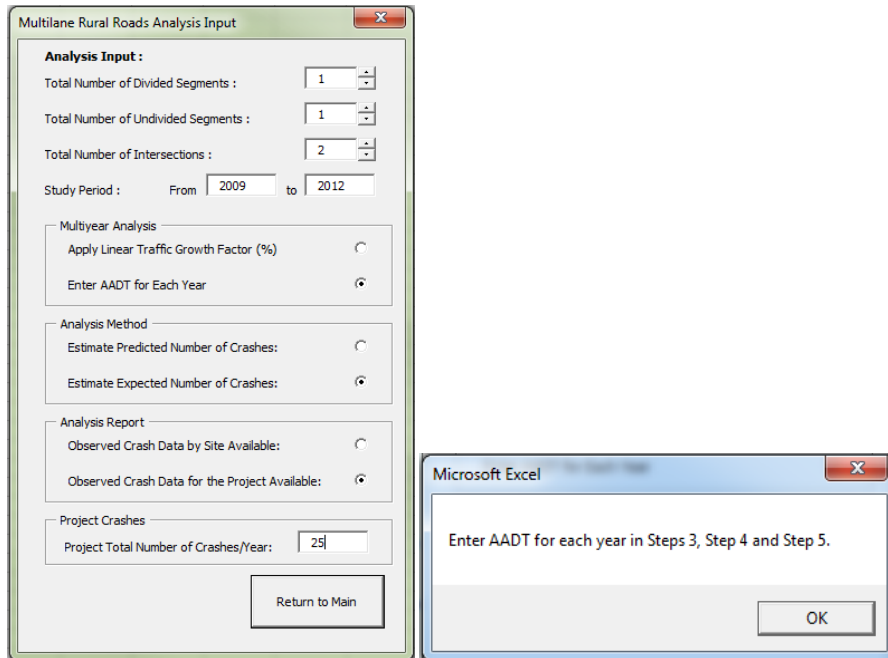 Multilane Rural Roads Analysis Input
Analysis Input :
Total Number of Divided Segments : 1
Total Number of Undivided Segments : 1
Total Number of Intersections : 2
Study Period : From 2009 to 2012
Multiyear Analysis
Apply Linear Traffic Growth Factor (%)
Enter AADT for Each Year
Analysis Method
Estimate Predicted Number of Crashes:
Estimate Expected Number of Crashes:
Analysis Report
Observed Crash Data by Site Available:
Observed Crash Data for the Project Available:
Project Crashes
Project Total Number of Crashes/Year: 25
Return to Main
Microsoft Excel
Enter AADT for each year in Steps 3, Step 4 and Step 5.
OK